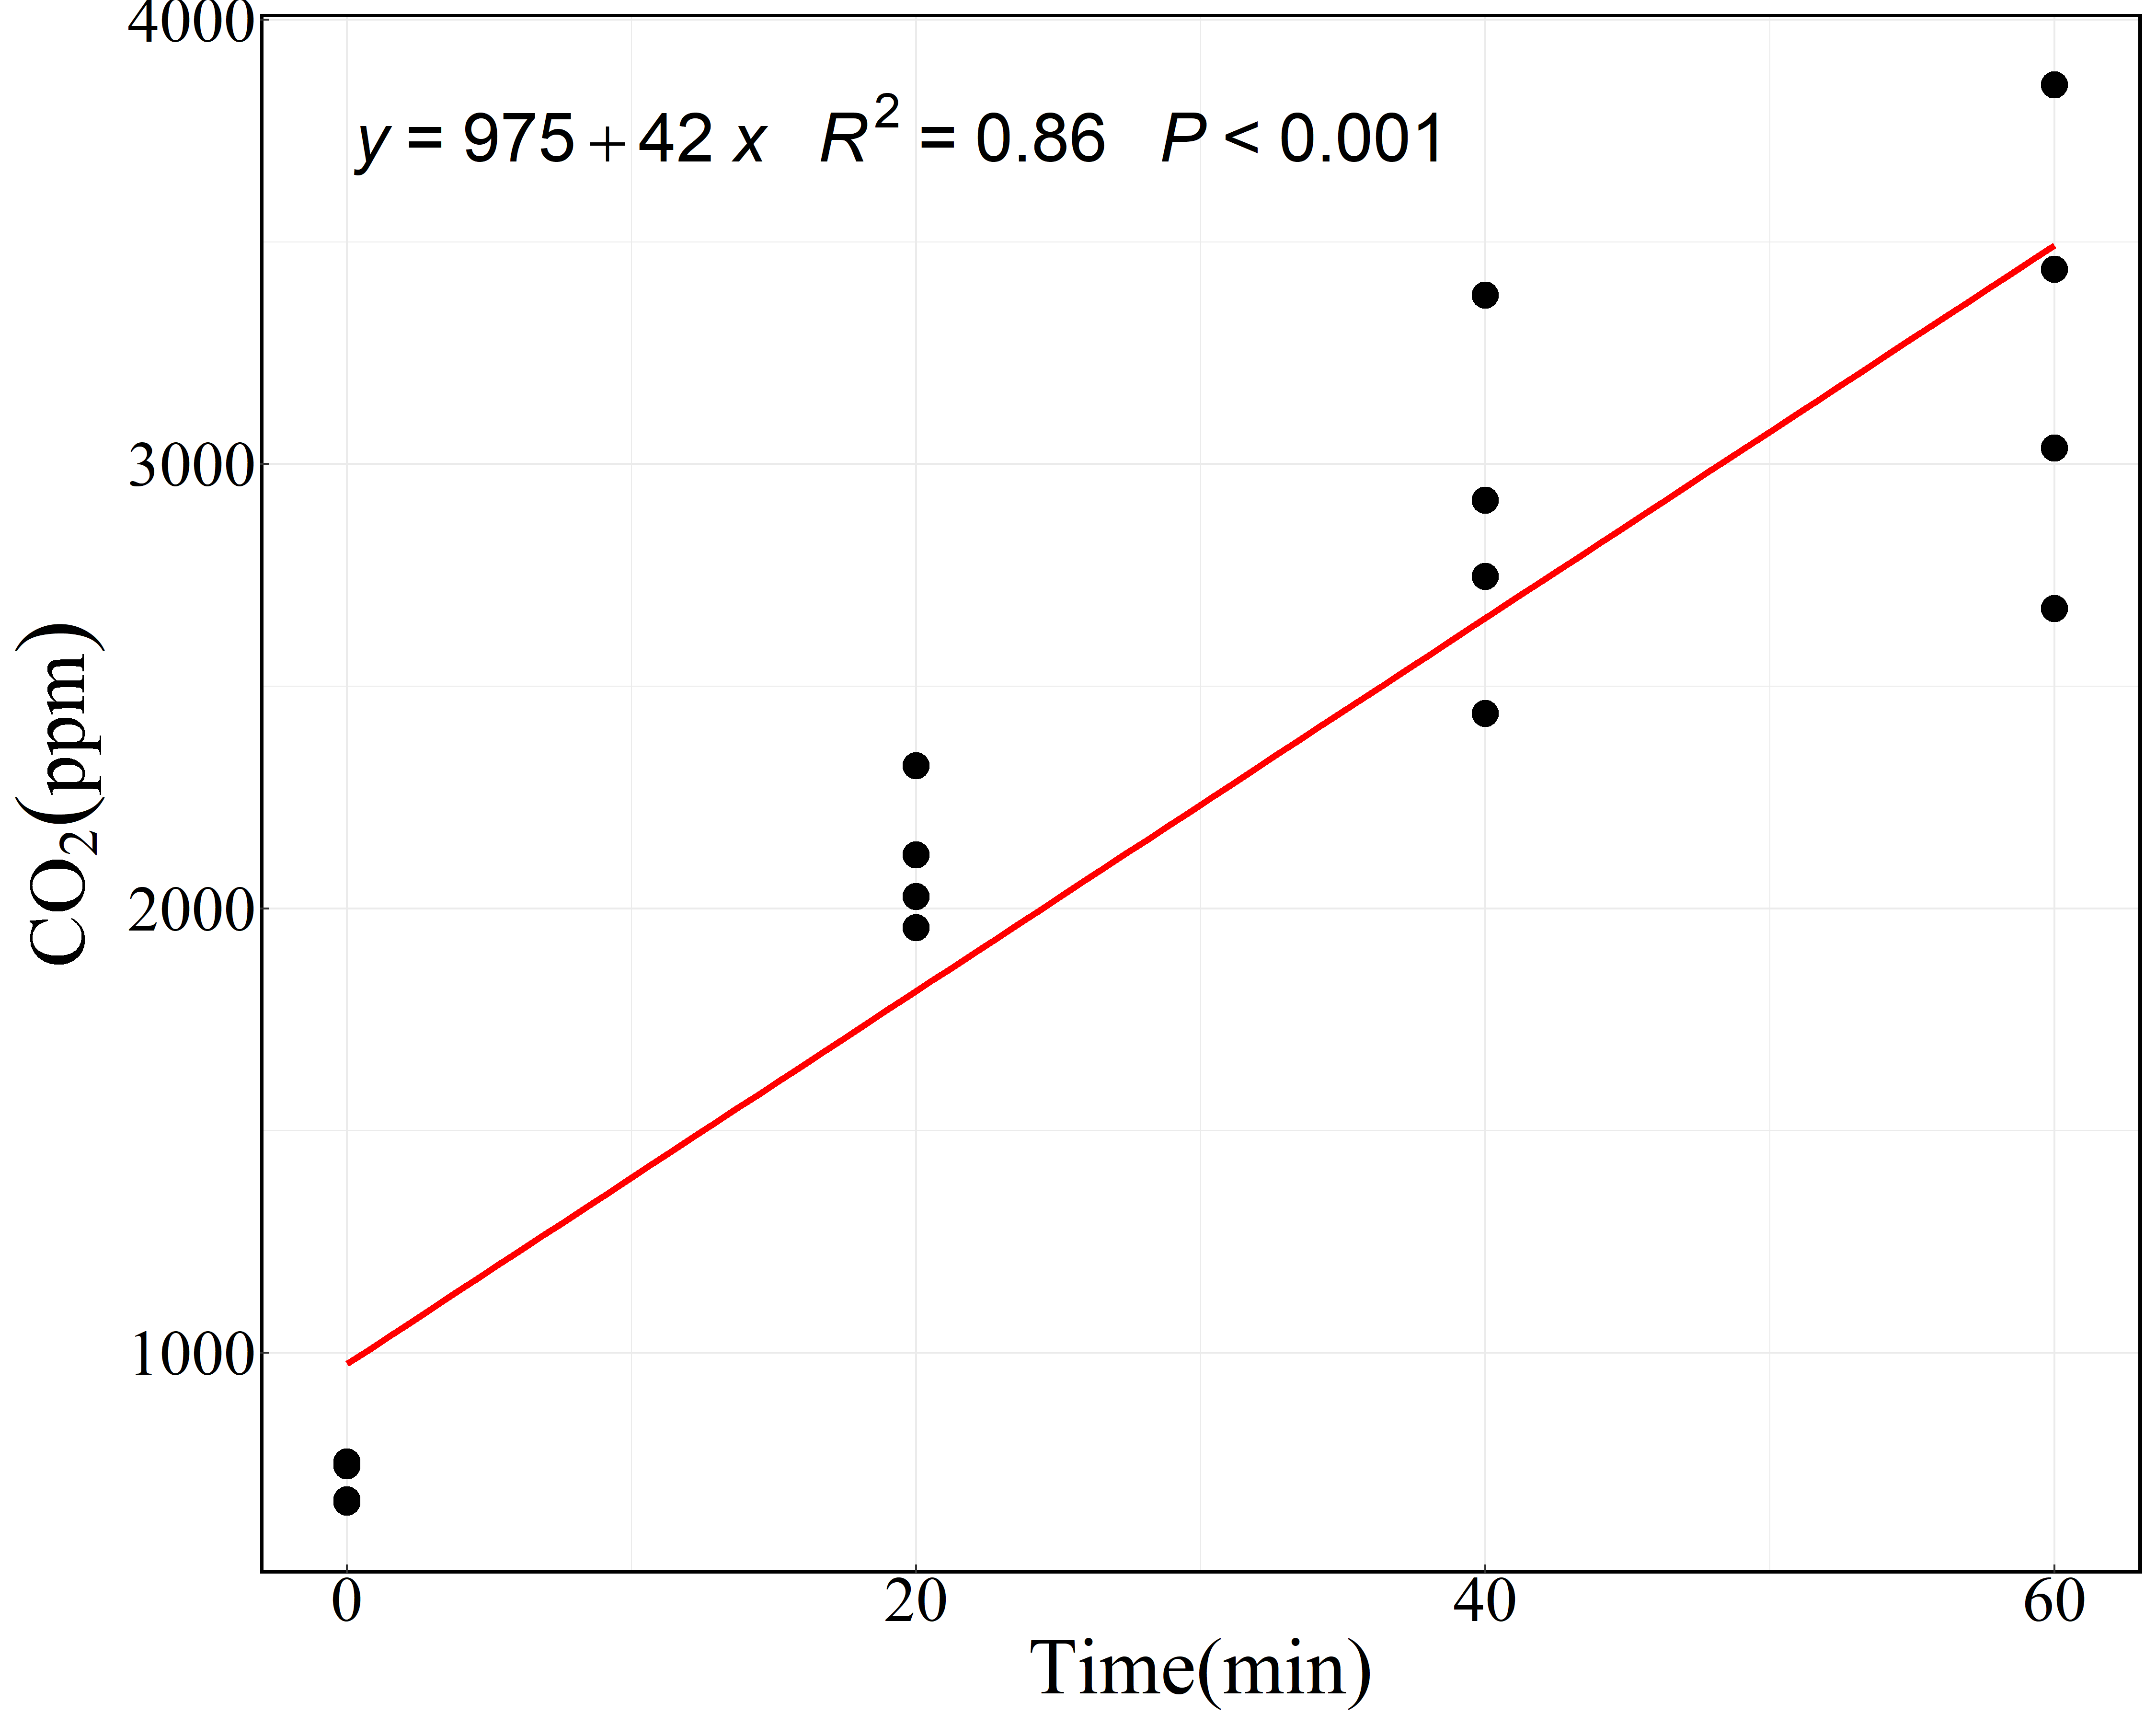 4000
y = 975 + 42 x R² = 0.86 P < 0.001
3000
2000
1000
CO₂(ppm)
0 20 40 60
Time(min)